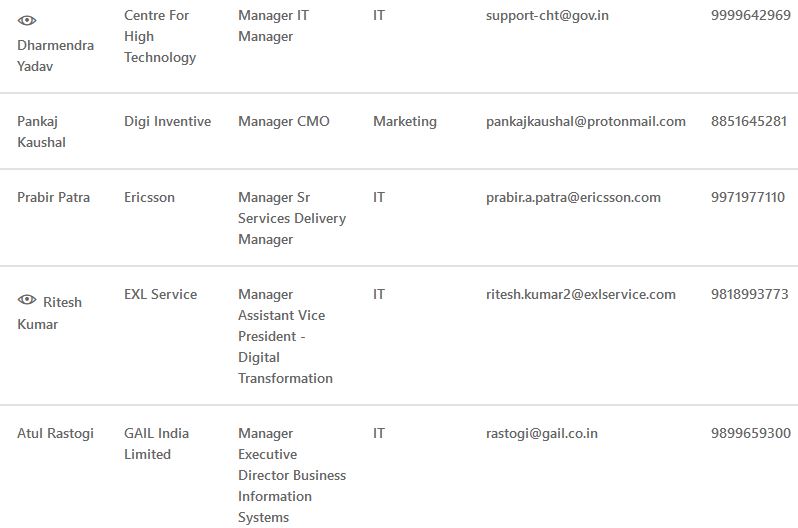 Dharmendra Yadav Centre For High Technology Manager IT Manager IT support-cht@gov.in 9999642969
Pankaj Kaushal Digi Inventive Manager CMO Marketing pankajkaushal@protonmail.com 8851645281
Prabir Patra Ericsson Manager Sr Services Delivery Manager IT prabir.a.patra@ericsson.com 9971977110
Ritesh Kumar EXL Service Manager Assistant Vice President - Digital Transformation IT ritesh.kumar2@exlservice.com 9818993773
Atul Rastogi GAIL India Limited Manager Executive Director Business Information Systems IT rastogi@gail.co.in 9899659300